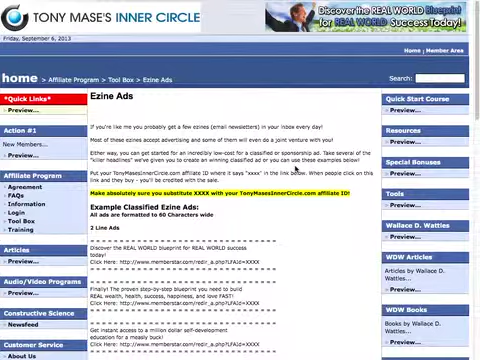 TONY MASE'S INNER CIRCLE
Discover the REAL WORLD Blueprint
for REAL WORLD Success Today!
Friday, September 6, 2013
Home | Member Area
home > Affiliate Program > Tool Box > Ezine Ads
Search:
*Quick Links*
Preview...
Action #1
New Members...
Preview...
Affiliate Program
Agreement
FAQs
Information
Login
Tool Box
Training
Articles
Preview...
Audio/Video Programs
Preview...
Constructive Science
Newsfeed
Customer Service
Ezine Ads
If you're like me you probably get a few ezines (email newsletters) in your inbox every day!
Most of these ezines accept advertising and some of them will even do a joint venture with you!
Either way, you can get started for an incredibly low-cost for a classified or sponsorship ad. Take several of the
"killer headlines" we've given you to create an winning classified ad or you can use these examples below!
Put your TonyMasesInnerCircle.com affiliate ID where it says "xxxx" in the link below. When people click on this
link and they buy - you'll be credited with the sale.
Make absolutely sure you substitute XXXX with your TonyMasesInnerCircle.com affiliate ID!
Example Classified Ezine Ads:
All ads are formatted to 60 Characters wide
2 Line Ads
Discover the REAL WORLD blueprint for REAL WORLD success
today!
Click Here: http://www.memberstar.com/redir_a.php?LFAid=XXXX
Finally! The proven step-by-step blueprint you need to build
REAL wealth, health, success, happiness, and love FAST!
Click Here: http://www.memberstar.com/redir_a.php?LFAid=XXXX
Get instant access to a million dollar self-development
education for a measly buck!
Click Here: http://www.memberstar.com/redir_a.php?LFAid=XXXX
Quick Start Course
Preview...
Resources
Preview...
Special Bonuses
Preview...
Tools
Preview...
Wallace D. Wattles
Preview...
WDW Articles
Articles by Wallace D.
Wattles...
Preview...
WDW Books
Books by Wallace D.
Wattles...
Preview...